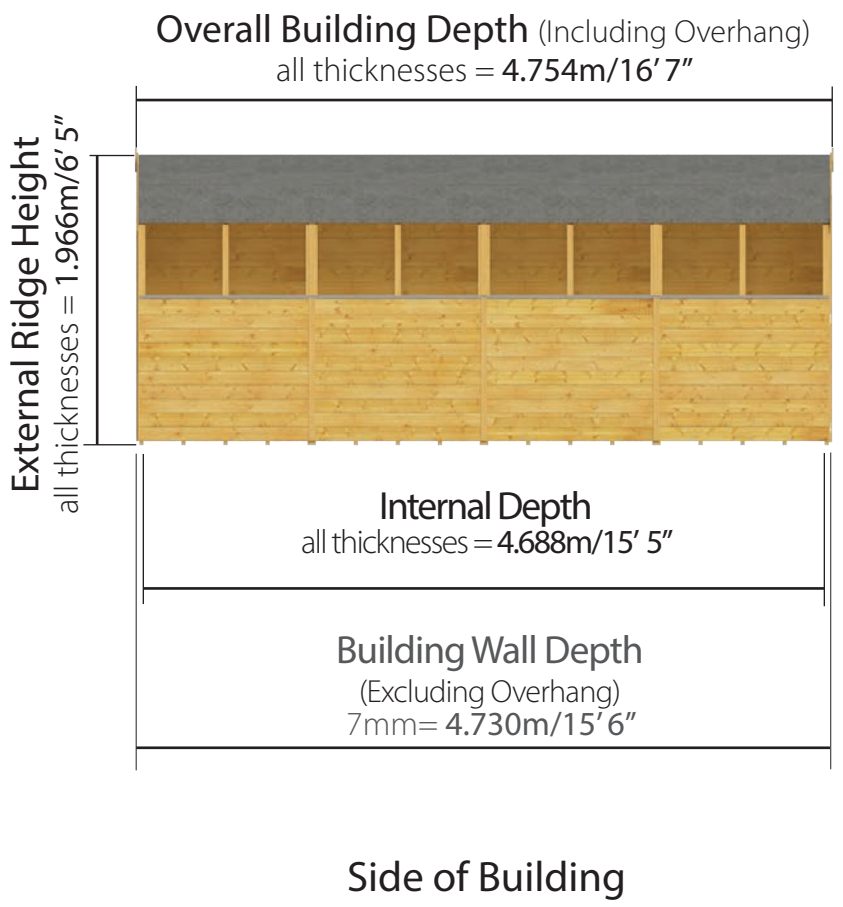 Overall Building Depth (Including Overhang)
all thicknesses = 4.754m/16’ 7”
External Ridge Height
all thicknesses = 1.966m/6’ 5”
Internal Depth
all thicknesses = 4.688m/15’ 5”
Building Wall Depth
(Excluding Overhang)
7mm= 4.730m/15’ 6”
Side of Building